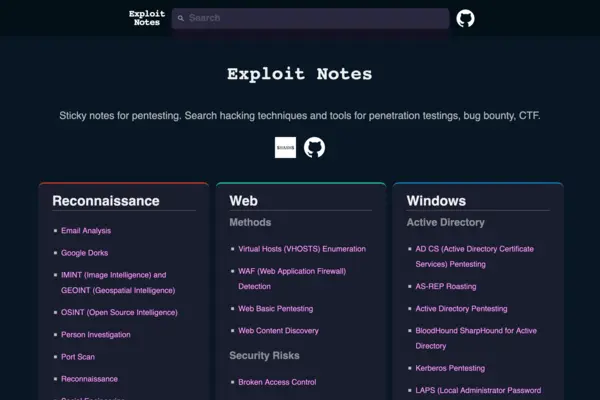 Exploit
Notes
Search
Exploit Notes
Sticky notes for pentesting. Search hacking techniques and tools for penetration testings, bug bounty, CTF.
Reconnaissance
Email Analysis
Google Dorks
IMINT (Image Intelligence) and
GEOINT (Geospatial Intelligence)
OSINT (Open Source Intelligence)
Person Investigation
Port Scan
Reconnaissance
Social Engineering
Web
Methods
Virtual Hosts (VHOSTS) Enumeration
WAF (Web Application Firewall)
Detection
Web Basic Pentesting
Web Content Discovery
Security Risks
Broken Access Control
Windows
Active Directory
AD CS (Active Directory Certificate
Services) Pentesting
AS-REP Roasting
Active Directory Pentesting
BloodHound SharpHound for Active
Directory
Kerberos Pentesting
LAPS (Local Administrator Password